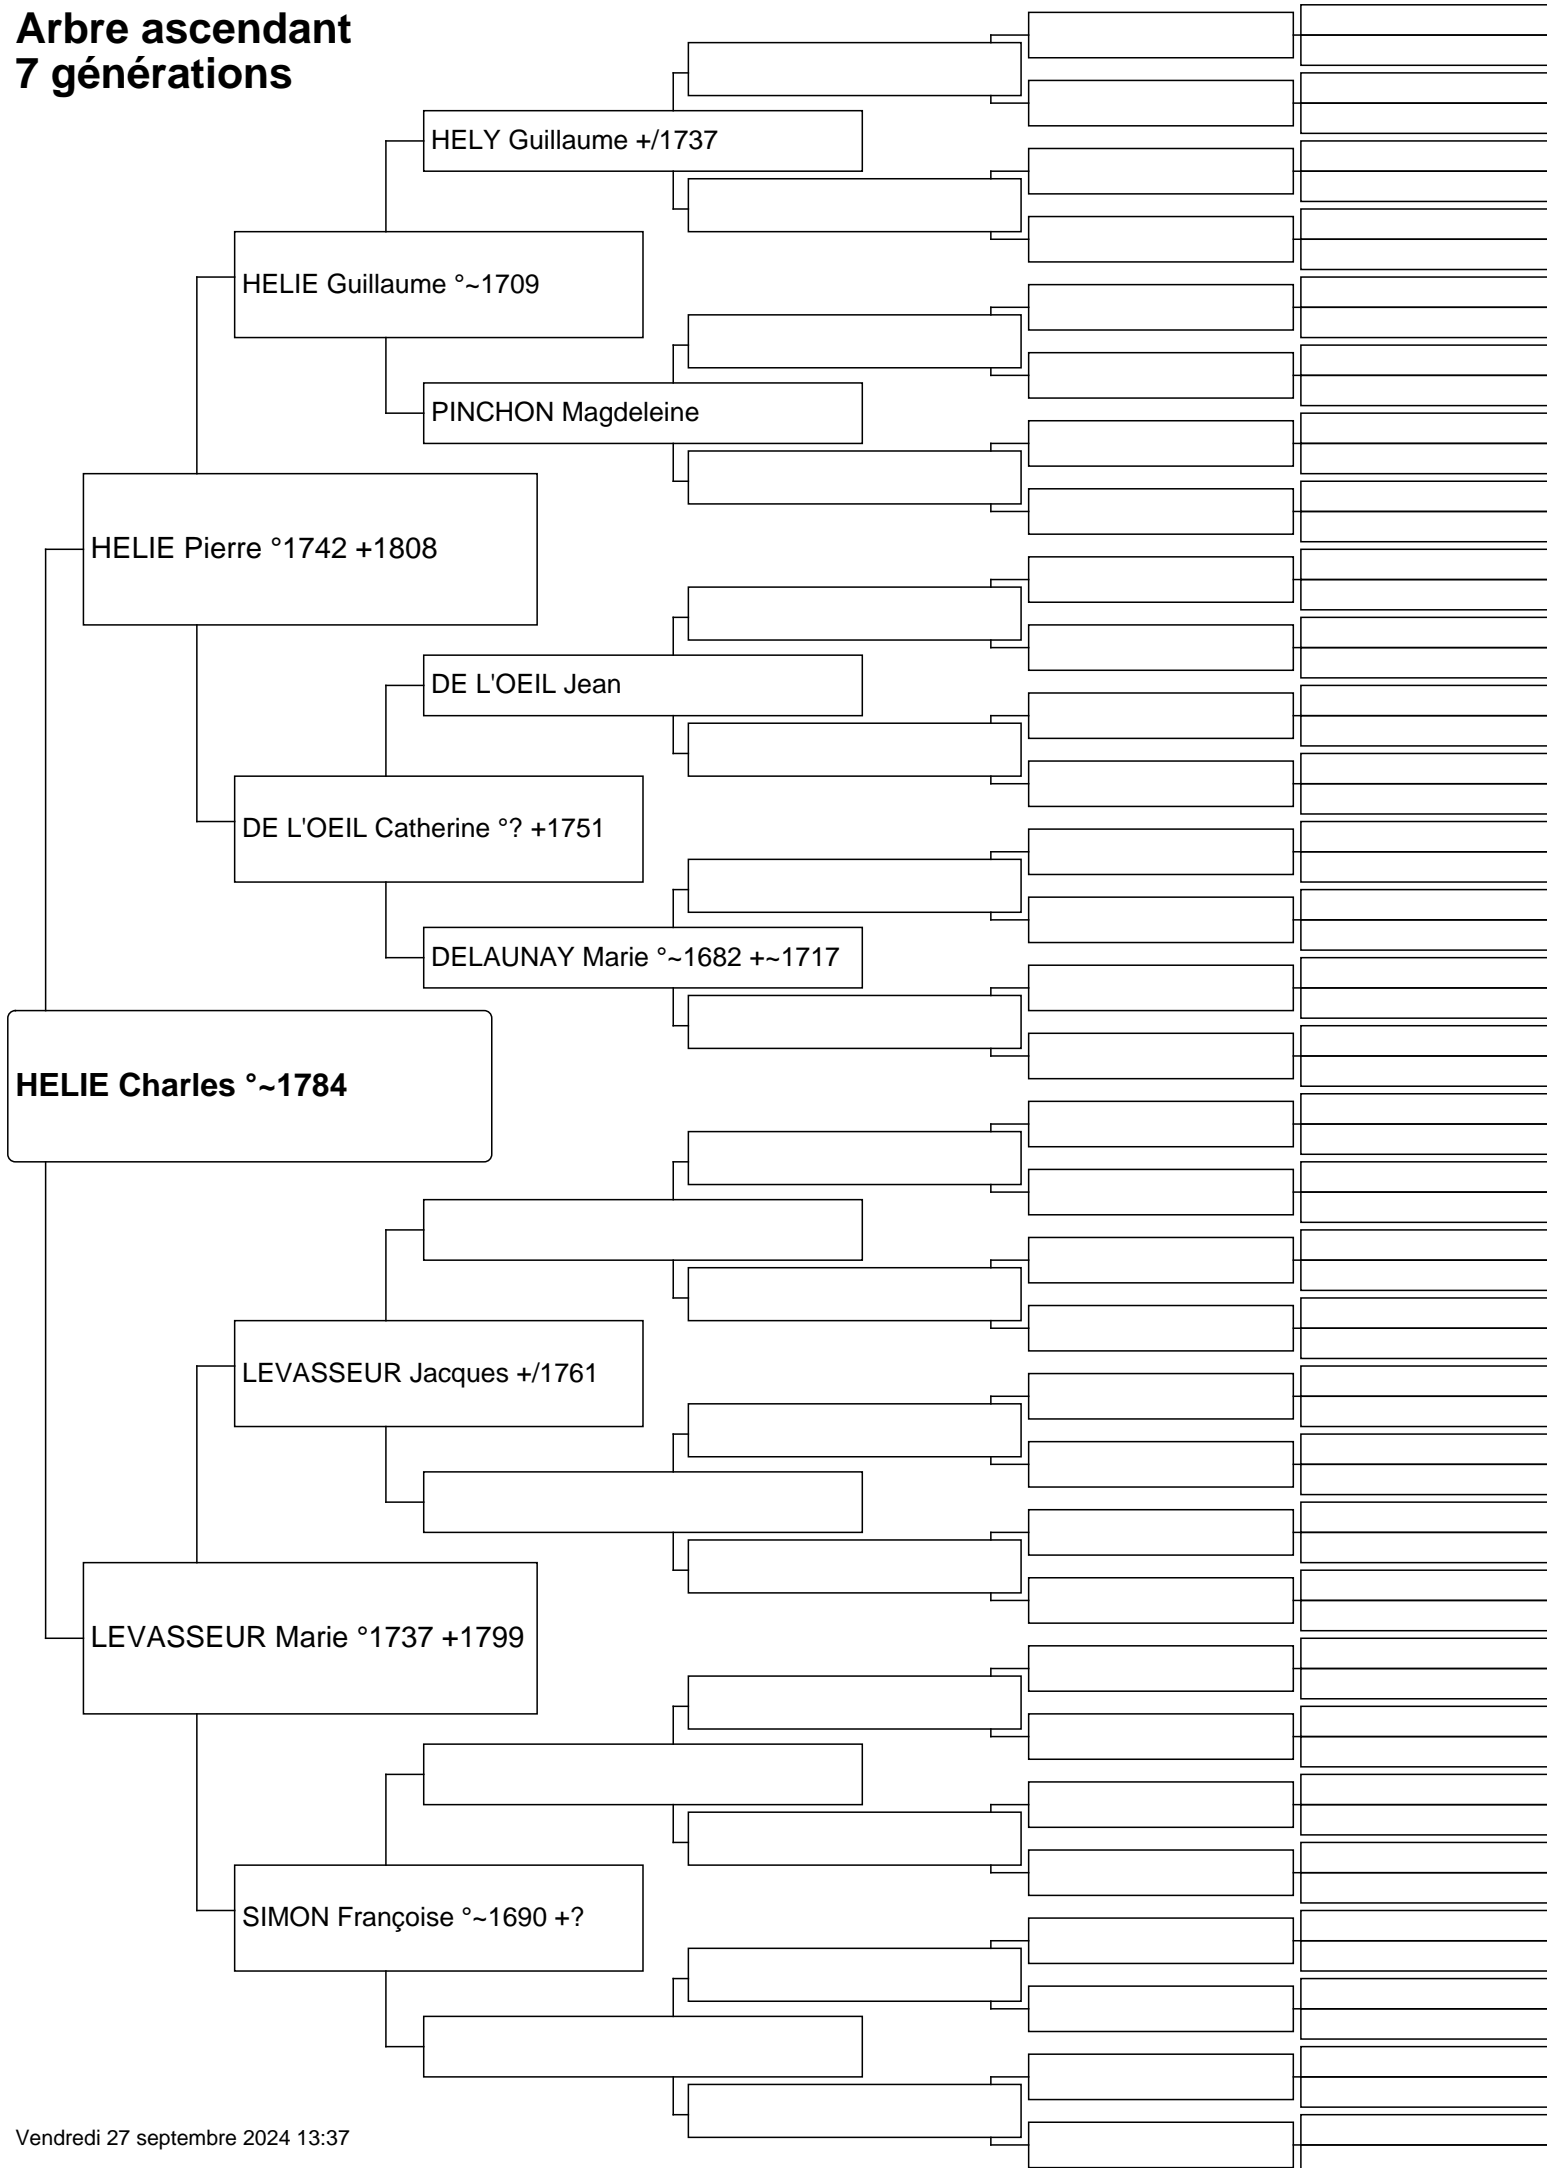 Arbre ascendant
7 générations
HELY Guillaume +/1737
HELIE Guillaume °~1709
PINCHON Magdeleine
HELIE Pierre °1742 +1808
DE L'OEIL Jean
DE L'OEIL Catherine °? +1751
DELAUNAY Marie °~1682 +~1717
HELIE Charles °~1784
LEVASSEUR Jacques +/1761
LEVASSEUR Marie °1737 +1799
SIMON Françoise °~1690 +?
Vendredi 27 septembre 2024 13:37